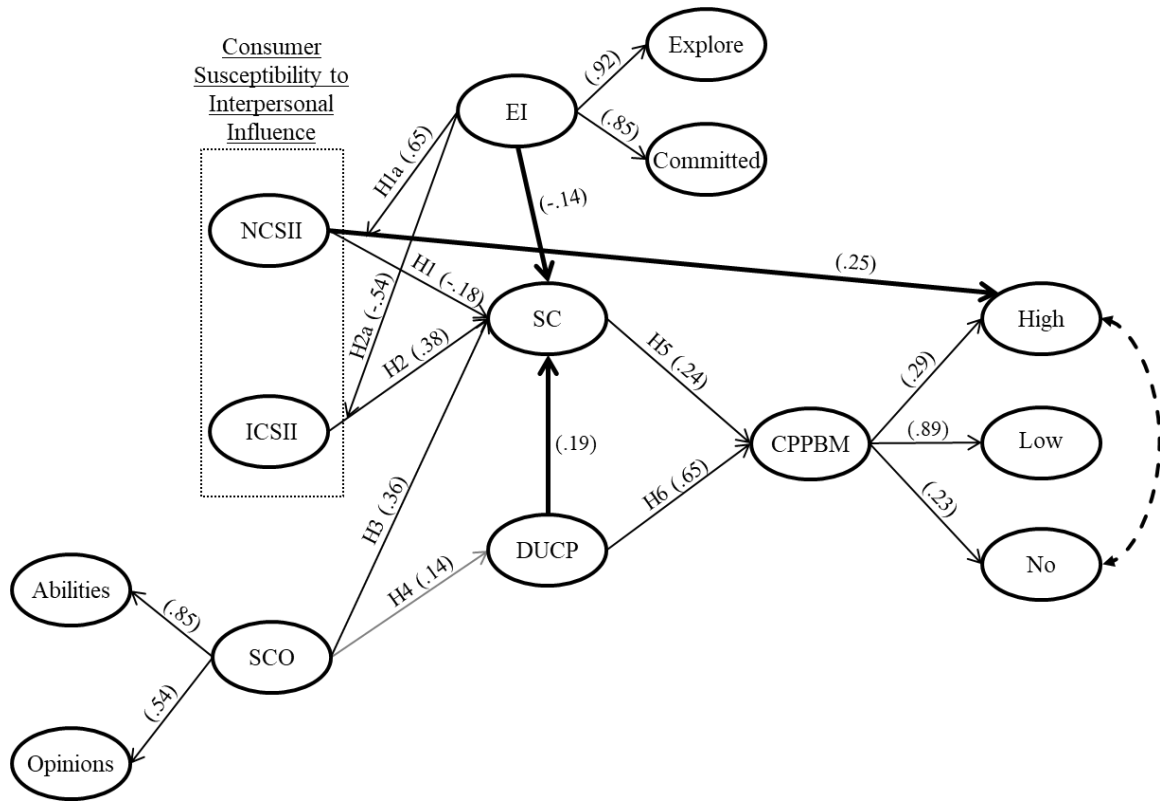 Consumer
Susceptibility to
Interpersonal
Influence
Explore
(.92)
EI
(.85)
Committed
H1a (.65)
(-.14)
NCSII
(.25)
H1 (-.18)
H2a (-.54)
SC
High
H2 (.38)
H5 (.24)
(.29)
ICSII
CPPBM
(.89)
Low
(.19)
H3 (.36)
H6 (.65)
(.23)
DUCP
No
Abilities
H4 (.14)
(.85)
SCO
(.54)
Opinions